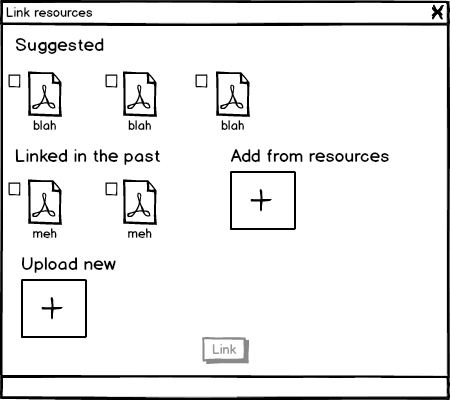 Link resources X
Suggested
blah blah blah
Linked in the past Add from resources
meh meh
Upload new
Link